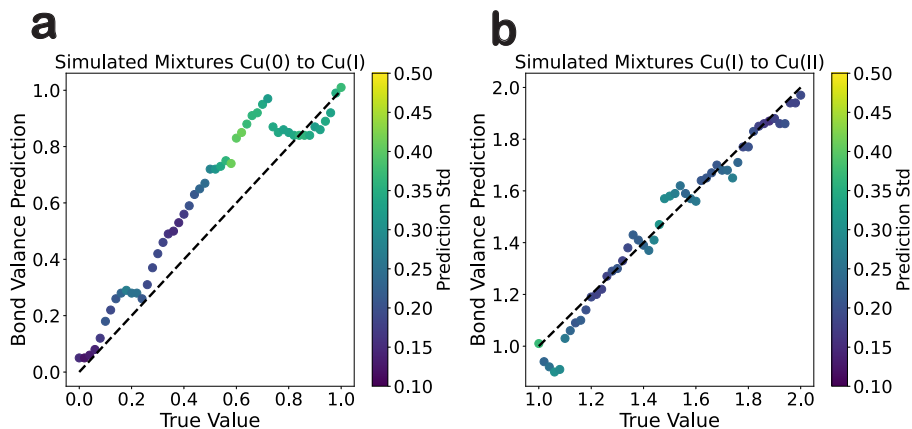 a
Simulated Mixtures Cu(0) to Cu(I)
Bond Valance Prediction
1.0
0.8
0.6
0.4
0.2
0.0
0.0 0.2 0.4 0.6 0.8 1.0
True Value
0.50
0.45
0.40
0.35
0.30
0.25
0.20
0.15
0.10
Prediction Std
b
Simulated Mixtures Cu(I) to Cu(II)
Bond Valance Prediction
2.0
1.8
1.6
1.4
1.2
1.0
1.0 1.2 1.4 1.6 1.8 2.0
True Value
0.50
0.45
0.40
0.35
0.30
0.25
0.20
0.15
0.10
Prediction Std